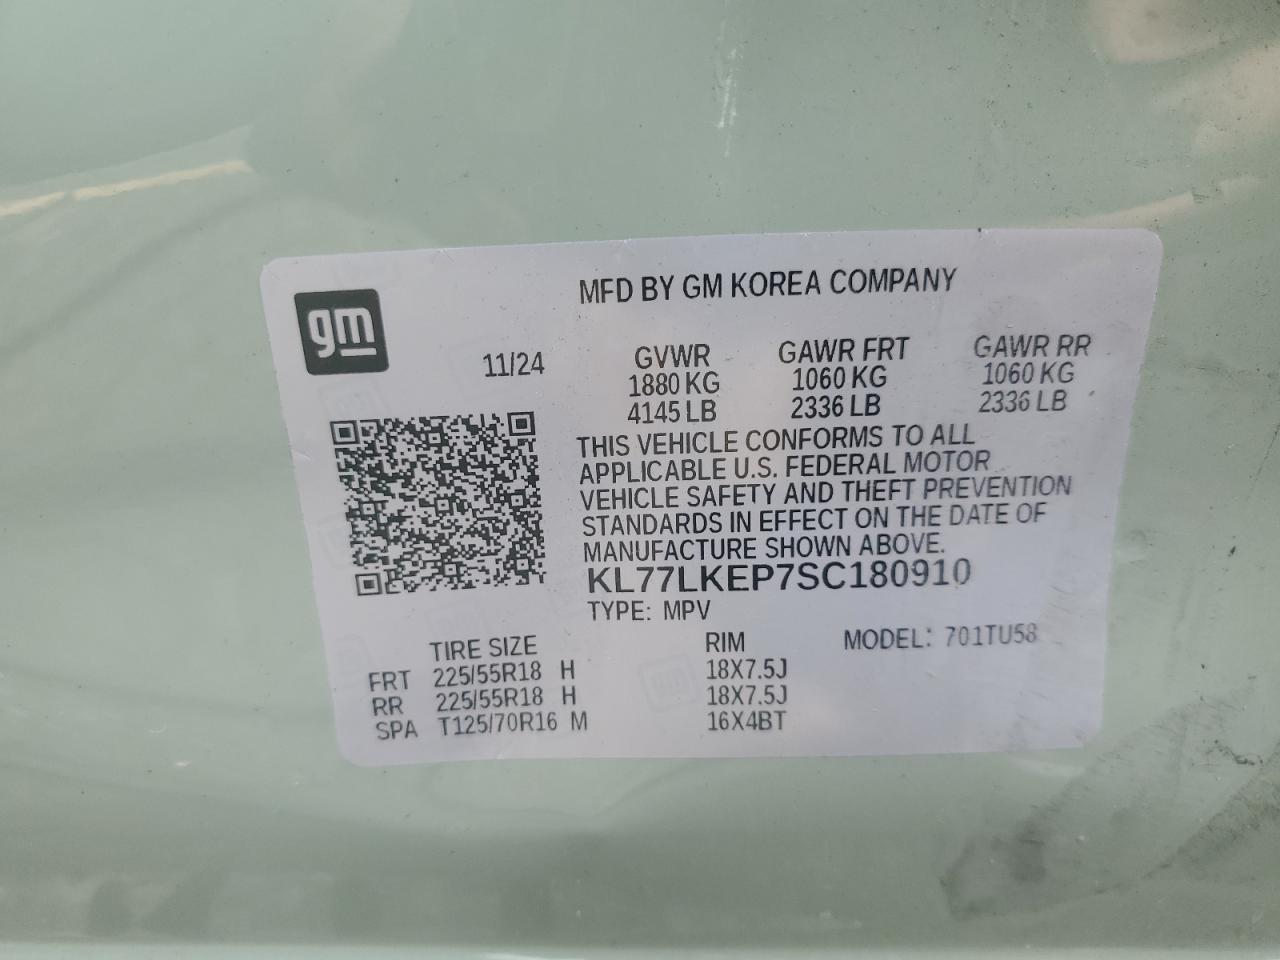 gm
MFD BY GM KOREA COMPANY
11/24
GVWR GAWR FRT GAWR RR
1880 KG 1060 KG 1060 KG
4145 LB 2336 LB 2336 LB
THIS VEHICLE CONFORMS TO ALL
APPLICABLE U.S. FEDERAL MOTOR
VEHICLE SAFETY AND THEFT PREVENTION
STANDARDS IN EFFECT ON THE DATE OF
MANUFACTURE SHOWN ABOVE.
KL77LKEP7SC180910
TYPE: MPV
TIRE SIZE RIM MODEL: 701TU58
FRT 225/55R18 H 18X7.5J
RR 225/55R18 H 18X7.5J
SPA T125/70R16 M 16X4BT